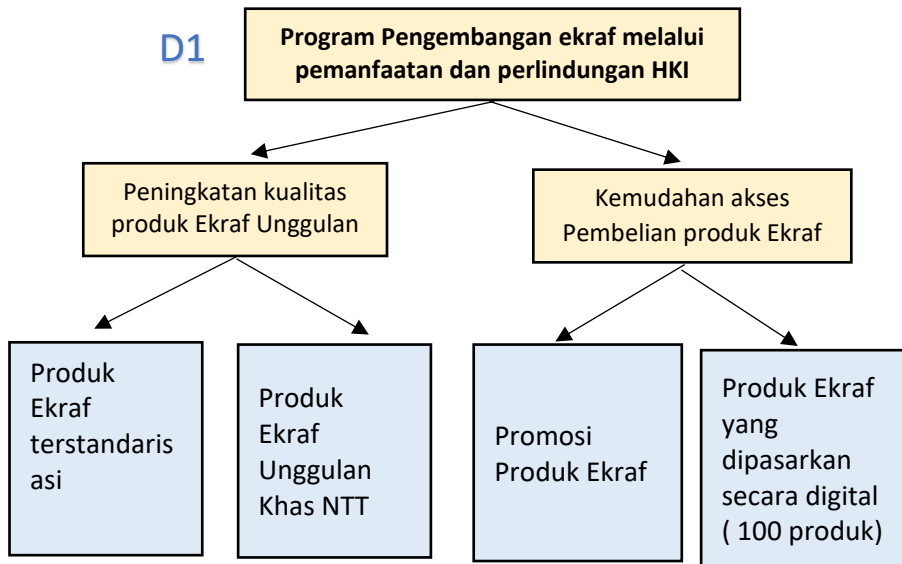 D1
Program Pengembangan ekraf melalui
pemanfaatan dan perlindungan HKI
Peningkatan kualitas
produk Ekraf Unggulan
Kemudahan akses
Pembelian produk Ekraf
Produk
Ekraf
terstandaris
asi
Produk
Ekraf
Unggulan
Khas NTT
Promosi
Produk Ekraf
Produk Ekraf
yang
dipasarkan
secara digital
( 100 produk)